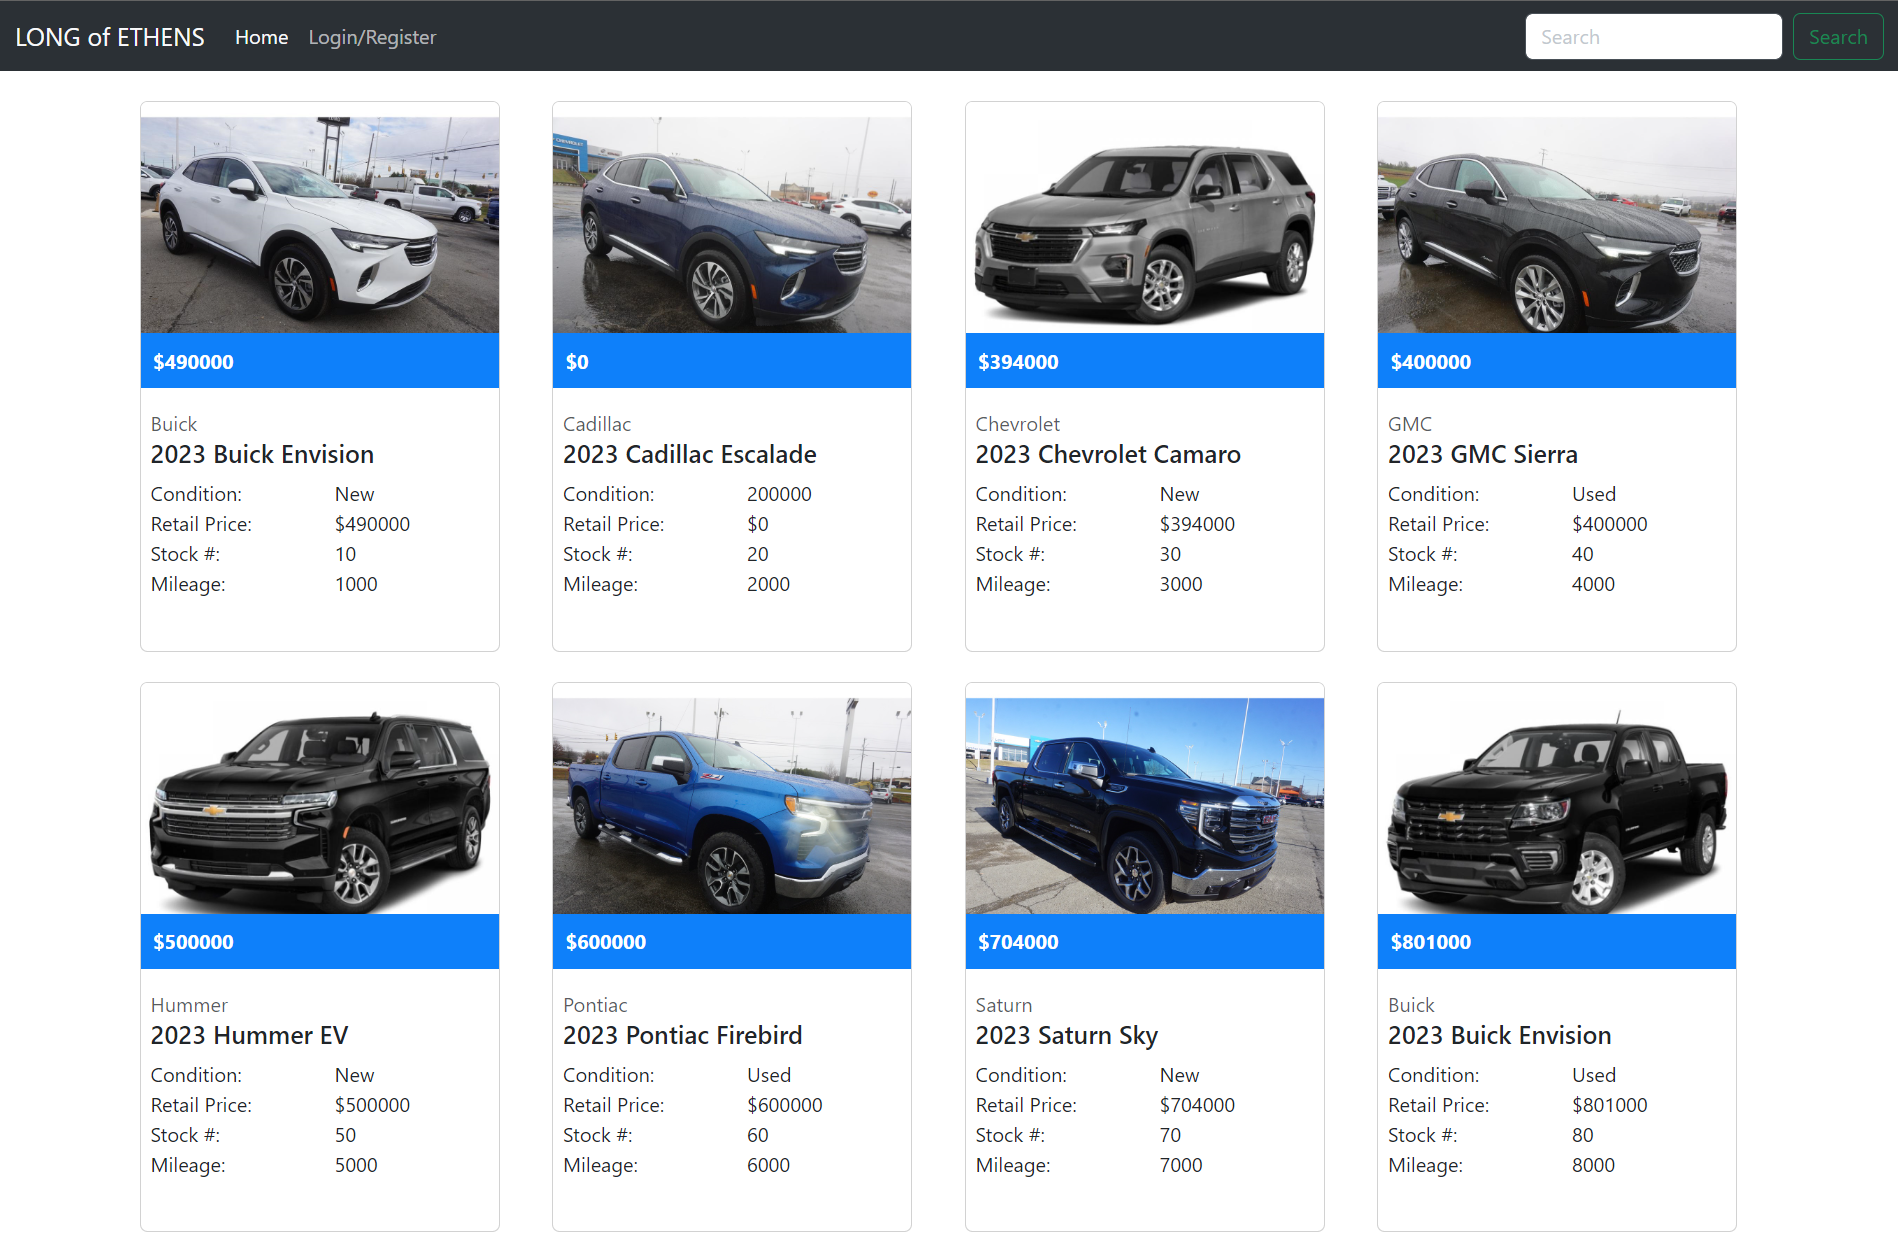 LONG of ETHENS Home Login/Register Search Search
$490000
Buick
2023 Buick Envision
Condition: New
Retail Price: $490000
Stock #: 10
Mileage: 1000
$0
Cadillac
2023 Cadillac Escalade
Condition: 200000
Retail Price: $0
Stock #: 20
Mileage: 2000
$394000
Chevrolet
2023 Chevrolet Camaro
Condition: New
Retail Price: $394000
Stock #: 30
Mileage: 3000
$400000
GMC
2023 GMC Sierra
Condition: Used
Retail Price: $400000
Stock #: 40
Mileage: 4000
$500000
Hummer
2023 Hummer EV
Condition: New
Retail Price: $500000
Stock #: 50
Mileage: 5000
$600000
Pontiac
2023 Pontiac Firebird
Condition: Used
Retail Price: $600000
Stock #: 60
Mileage: 6000
$704000
Saturn
2023 Saturn Sky
Condition: New
Retail Price: $704000
Stock #: 70
Mileage: 7000
$801000
Buick
2023 Buick Envision
Condition: Used
Retail Price: $801000
Stock #: 80
Mileage: 8000